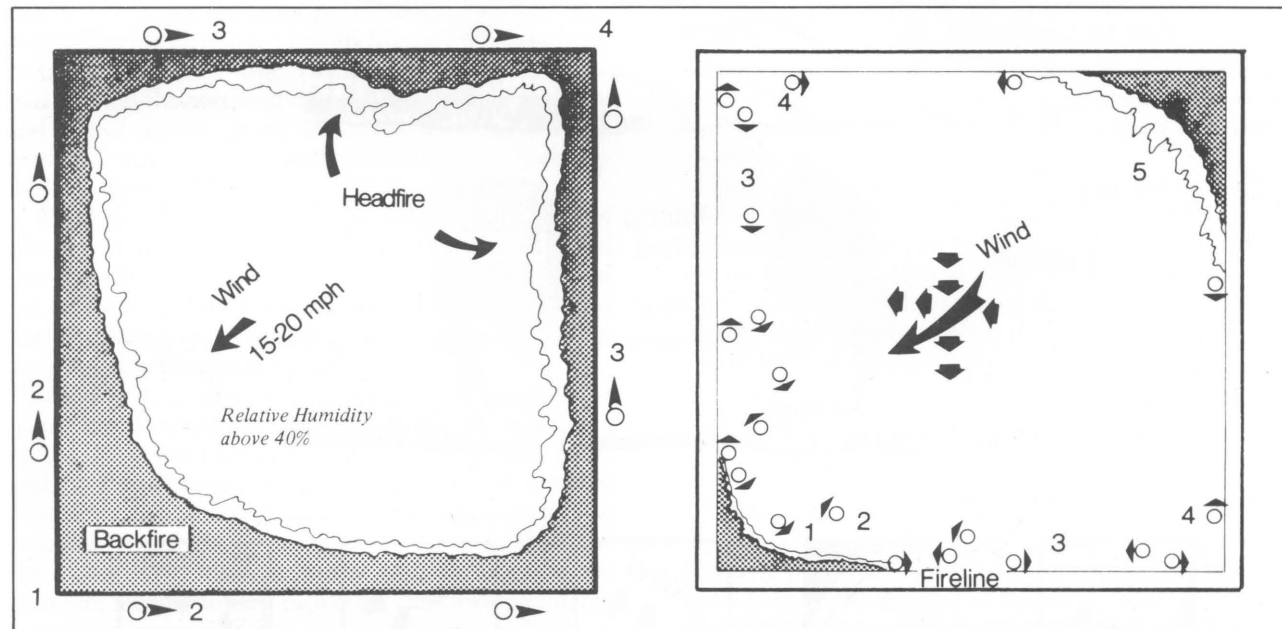 3
4
Headfire
Wind
15-20 mph
2
3
Relative Humidity
above 40%
Backfire
1
2
4
3
5
Wind
1
2
3
4
Fireline